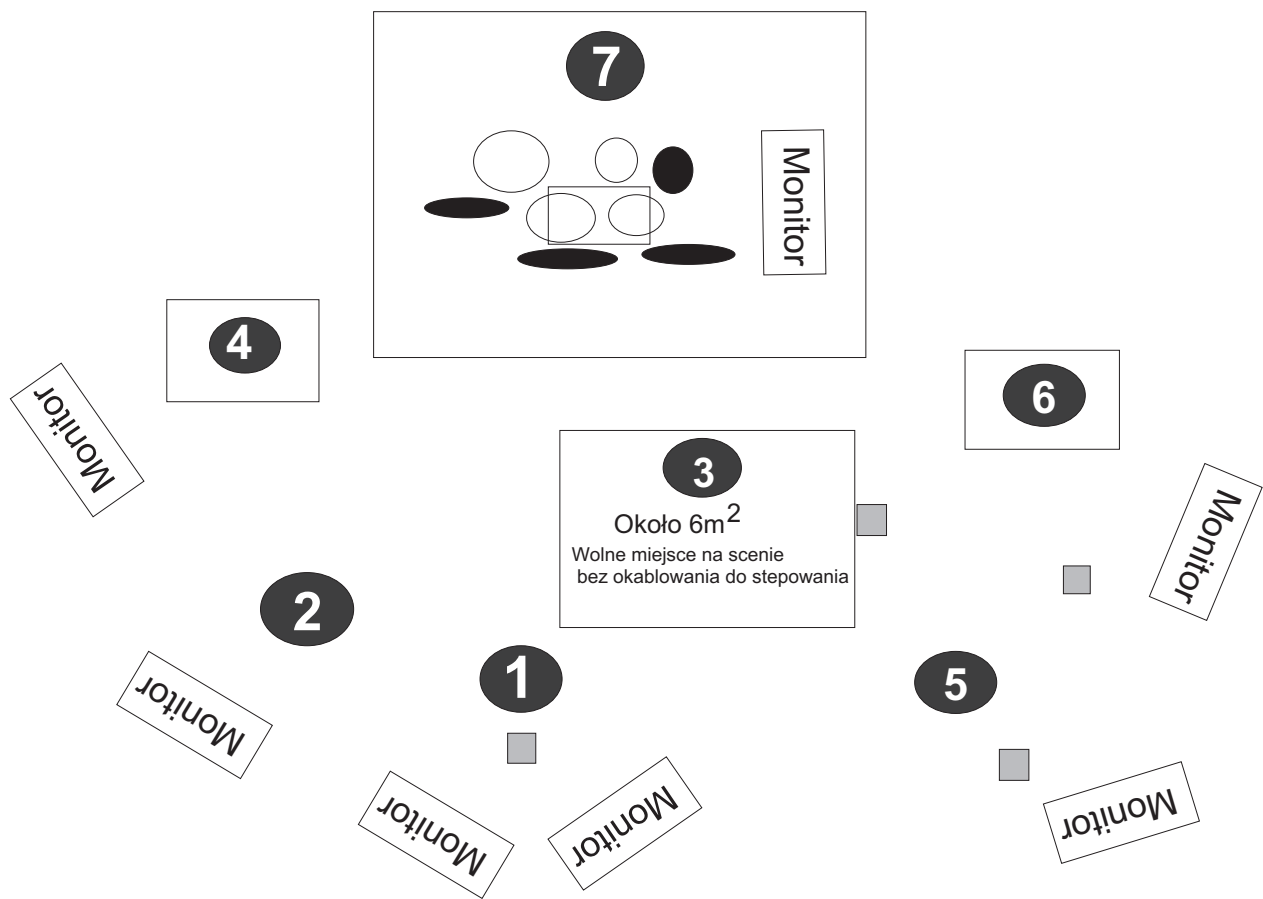 7
Monitor
4
Monitor
6
3
Około 6m²
Wolne miejsce na scenie
bez okablowania do stepowania
Monitor
2
1
5
Monitor
Monitor
Monitor
Monitor